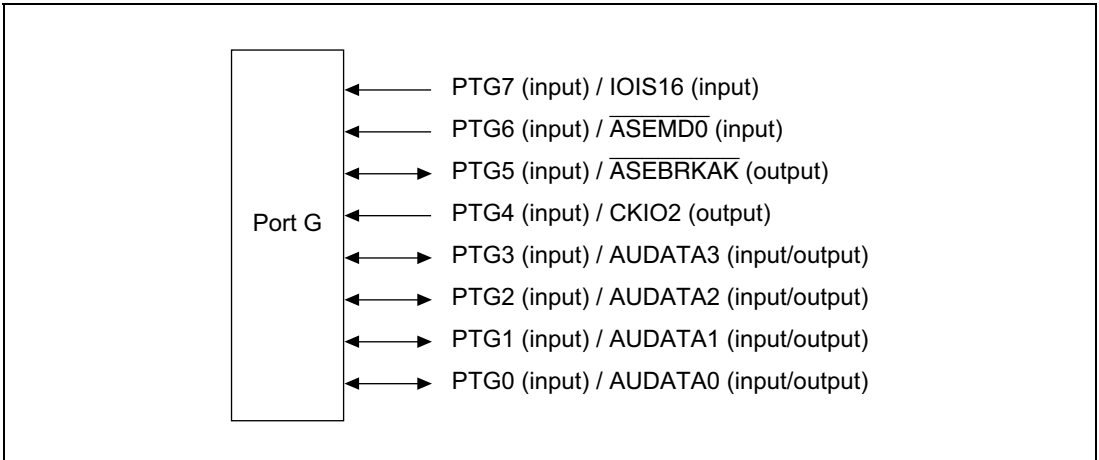 PTG7 (input) / IOIS16 (input)
PTG6 (input) / ASEMD0 (input)
PTG5 (input) / ASEBRKAK (output)
Port G
PTG4 (input) / CKIO2 (output)
PTG3 (input) / AUDATA3 (input/output)
PTG2 (input) / AUDATA2 (input/output)
PTG1 (input) / AUDATA1 (input/output)
PTG0 (input) / AUDATA0 (input/output)